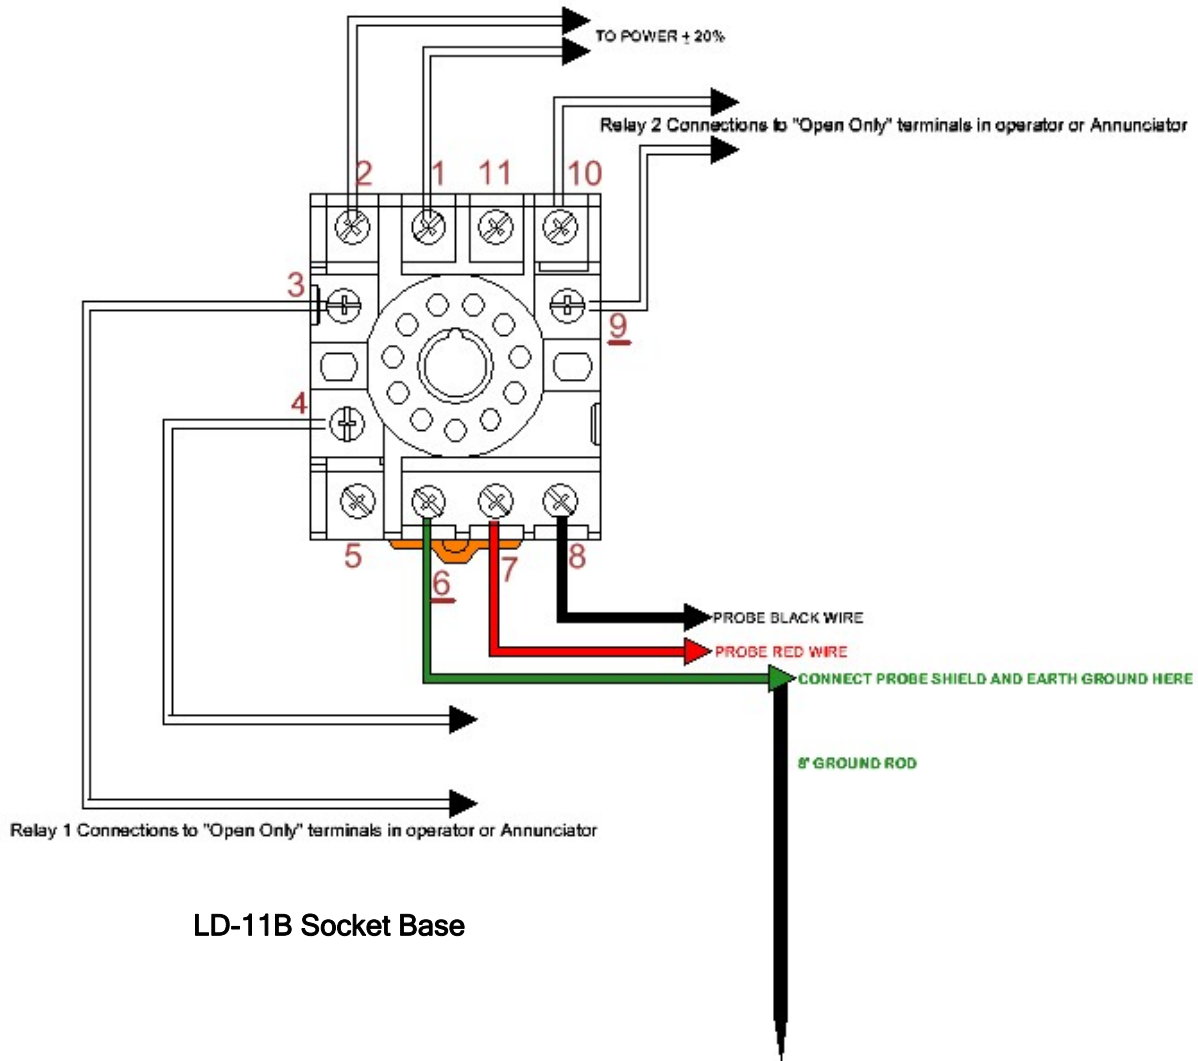 TO POWER ± 20%
Relay 2 Connections to "Open Only" terminals in operator or Annunciator
2 1 11 10
3
9
4
5 6 7 8
PROBE BLACK WIRE
PROBE RED WIRE
CONNECT PROBE SHIELD AND EARTH GROUND HERE
8' GROUND ROD
Relay 1 Connections to "Open Only" terminals in operator or Annunciator
LD-11B Socket Base